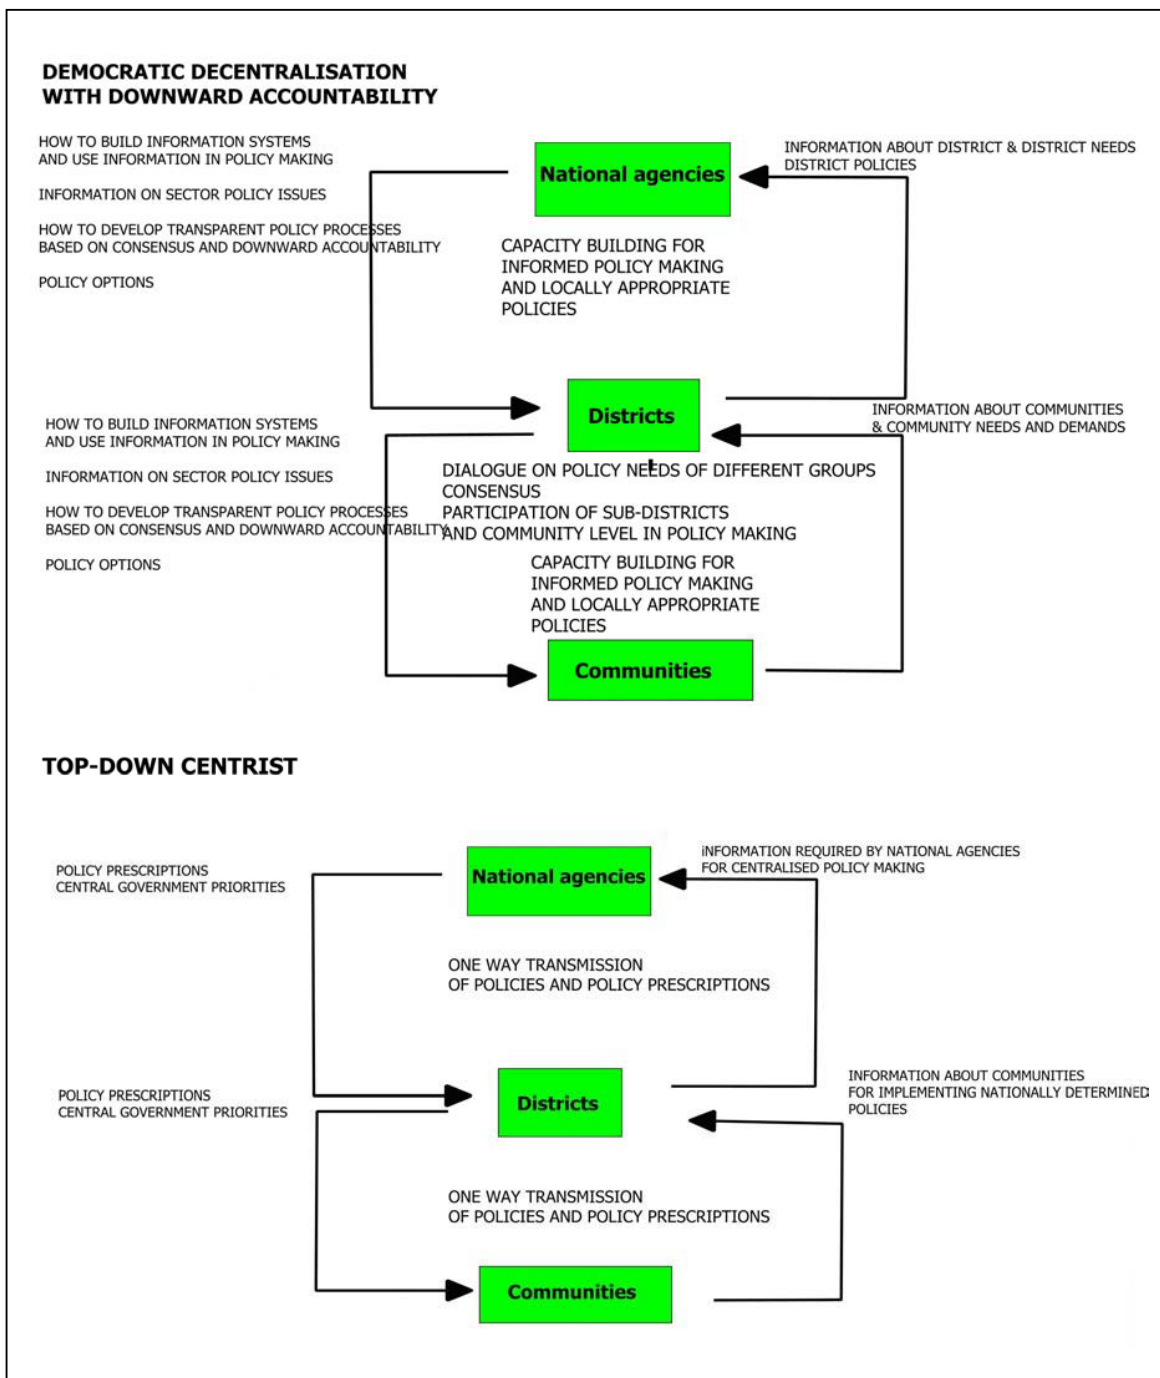 DEMOCRATIC DECENTRALISATION
WITH DOWNWARD ACCOUNTABILITY
HOW TO BUILD INFORMATION SYSTEMS
AND USE INFORMATION IN POLICY MAKING
INFORMATION ON SECTOR POLICY ISSUES
HOW TO DEVELOP TRANSPARENT POLICY PROCESSES
BASED ON CONSENSUS AND DOWNWARD ACCOUNTABILITY
POLICY OPTIONS
National agencies
INFORMATION ABOUT DISTRICT & DISTRICT NEEDS
DISTRICT POLICIES
CAPACITY BUILDING FOR
INFORMED POLICY MAKING
AND LOCALLY APPROPRIATE
POLICIES
HOW TO BUILD INFORMATION SYSTEMS
AND USE INFORMATION IN POLICY MAKING
INFORMATION ON SECTOR POLICY ISSUES
HOW TO DEVELOP TRANSPARENT POLICY PROCESSES
BASED ON CONSENSUS AND DOWNWARD ACCOUNTABILITY
POLICY OPTIONS
Districts
INFORMATION ABOUT COMMUNITIES
& COMMUNITY NEEDS AND DEMANDS
DIALOGUE ON POLICY NEEDS OF DIFFERENT GROUPS
CONSENSUS
PARTICIPATION OF SUB-DISTRICTS
AND COMMUNITY LEVEL IN POLICY MAKING
CAPACITY BUILDING FOR
INFORMED POLICY MAKING
AND LOCALLY APPROPRIATE
POLICIES
Communities
TOP-DOWN CENTRIST
POLICY PRESCRIPTIONS
CENTRAL GOVERNMENT PRIORITIES
National agencies
iNFORMATION REQUIRED BY NATIONAL AGENCIES
FOR CENTRALISED POLICY MAKING
ONE WAY TRANSMISSION
OF POLICIES AND POLICY PRESCRIPTIONS
POLICY PRESCRIPTIONS
CENTRAL GOVERNMENT PRIORITIES
Districts
INFORMATION ABOUT COMMUNITIES
FOR IMPLEMENTING NATIONALLY DETERMINED
POLICIES
ONE WAY TRANSMISSION
OF POLICIES AND POLICY PRESCRIPTIONS
Communities